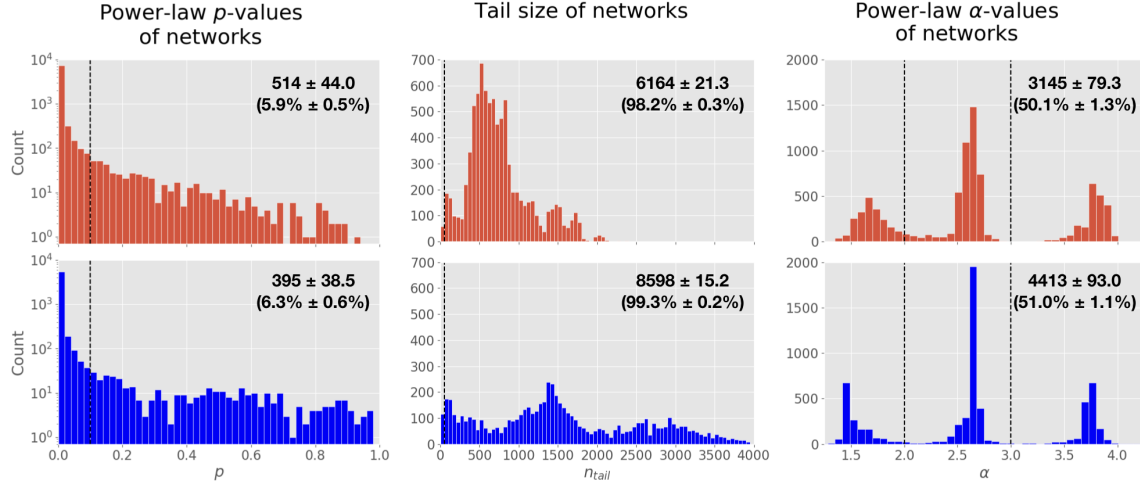 Power-law p-values
of networks
Tail size of networks
Power-law α-values
of networks
10⁴
10³
10²
10¹
10⁰
Count
514 ± 44.0
(5.9% ± 0.5%)
700
600
500
400
300
200
100
0
6164 ± 21.3
(98.2% ± 0.3%)
2000
1500
1000
500
0
3145 ± 79.3
(50.1% ± 1.3%)
10⁴
10³
10²
10¹
10⁰
Count
395 ± 38.5
(6.3% ± 0.6%)
0.0 0.2 0.4 0.6 0.8 1.0
p
700
600
500
400
300
200
100
0
8598 ± 15.2
(99.3% ± 0.2%)
0 500 1000 1500 2000 2500 3000 3500 4000
n_tail
2000
1500
1000
500
0
4413 ± 93.0
(51.0% ± 1.1%)
1.5 2.0 2.5 3.0 3.5 4.0
α